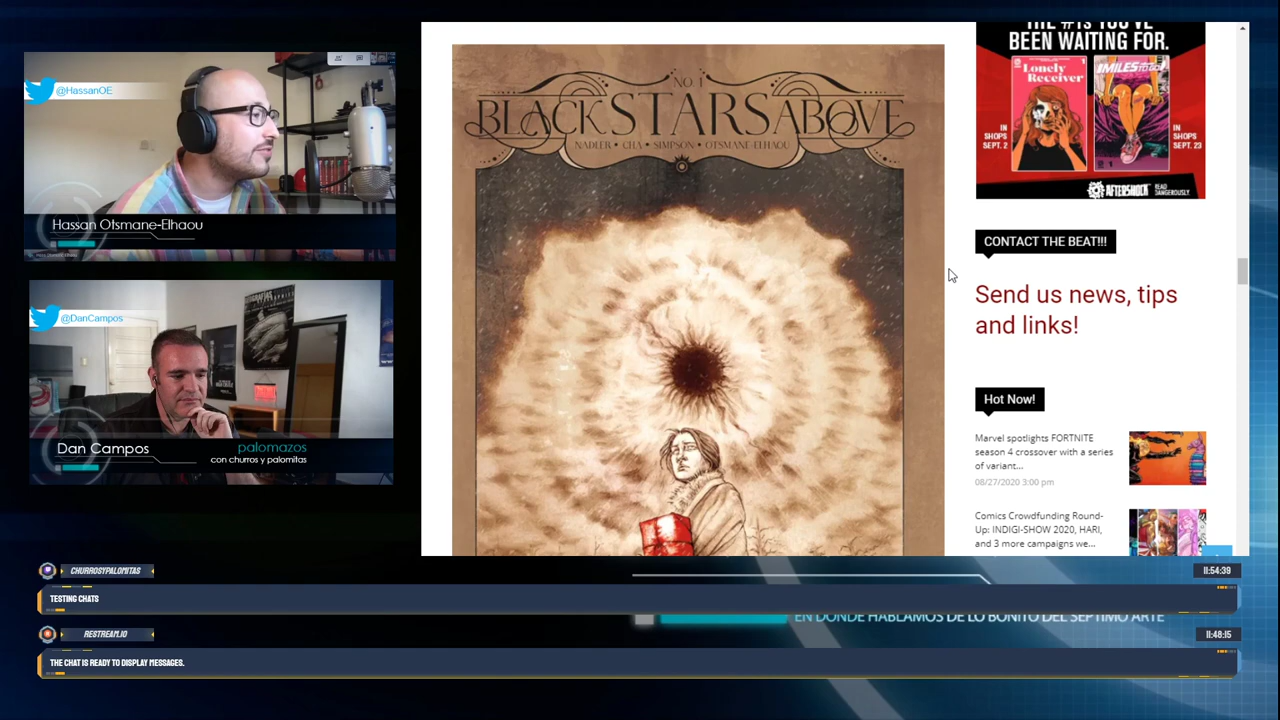 @HassanOE
Hassan Otsmane-Elhaou
@DanCampos
Dan Campos
palomazos
con churros y palomitas
NO. 1
BLACK STARS ABOVE
NADLER • CHA • SIMPSON • OTSMANE-ELHAOU
THE #1S YOU'VE
BEEN WAITING FOR.
Lonely
Receiver
MILES TO GO
IN
SHOPS
SEPT. 2
IN
SHOPS
SEPT. 23
AFTERSHOCK
READ
DANGEROUSLY.
CONTACT THE BEAT!!!
Send us news, tips
and links!
Hot Now!
Marvel spotlights FORTNITE
season 4 crossover with a series
of variant...
08/27/2020 3:00 pm
Comics Crowdfunding Round-
Up: INDIGI-SHOW 2020, HARI,
and 3 more campaigns we...
CHURROSYPALOMITAS
11:54:39
TESTING CHATS
EN DONDE HABLAMOS DE LO BONITO DEL SÉPTIMO ARTE
RESTREAM.IO
11:48:15
THE CHAT IS READY TO DISPLAY MESSAGES.